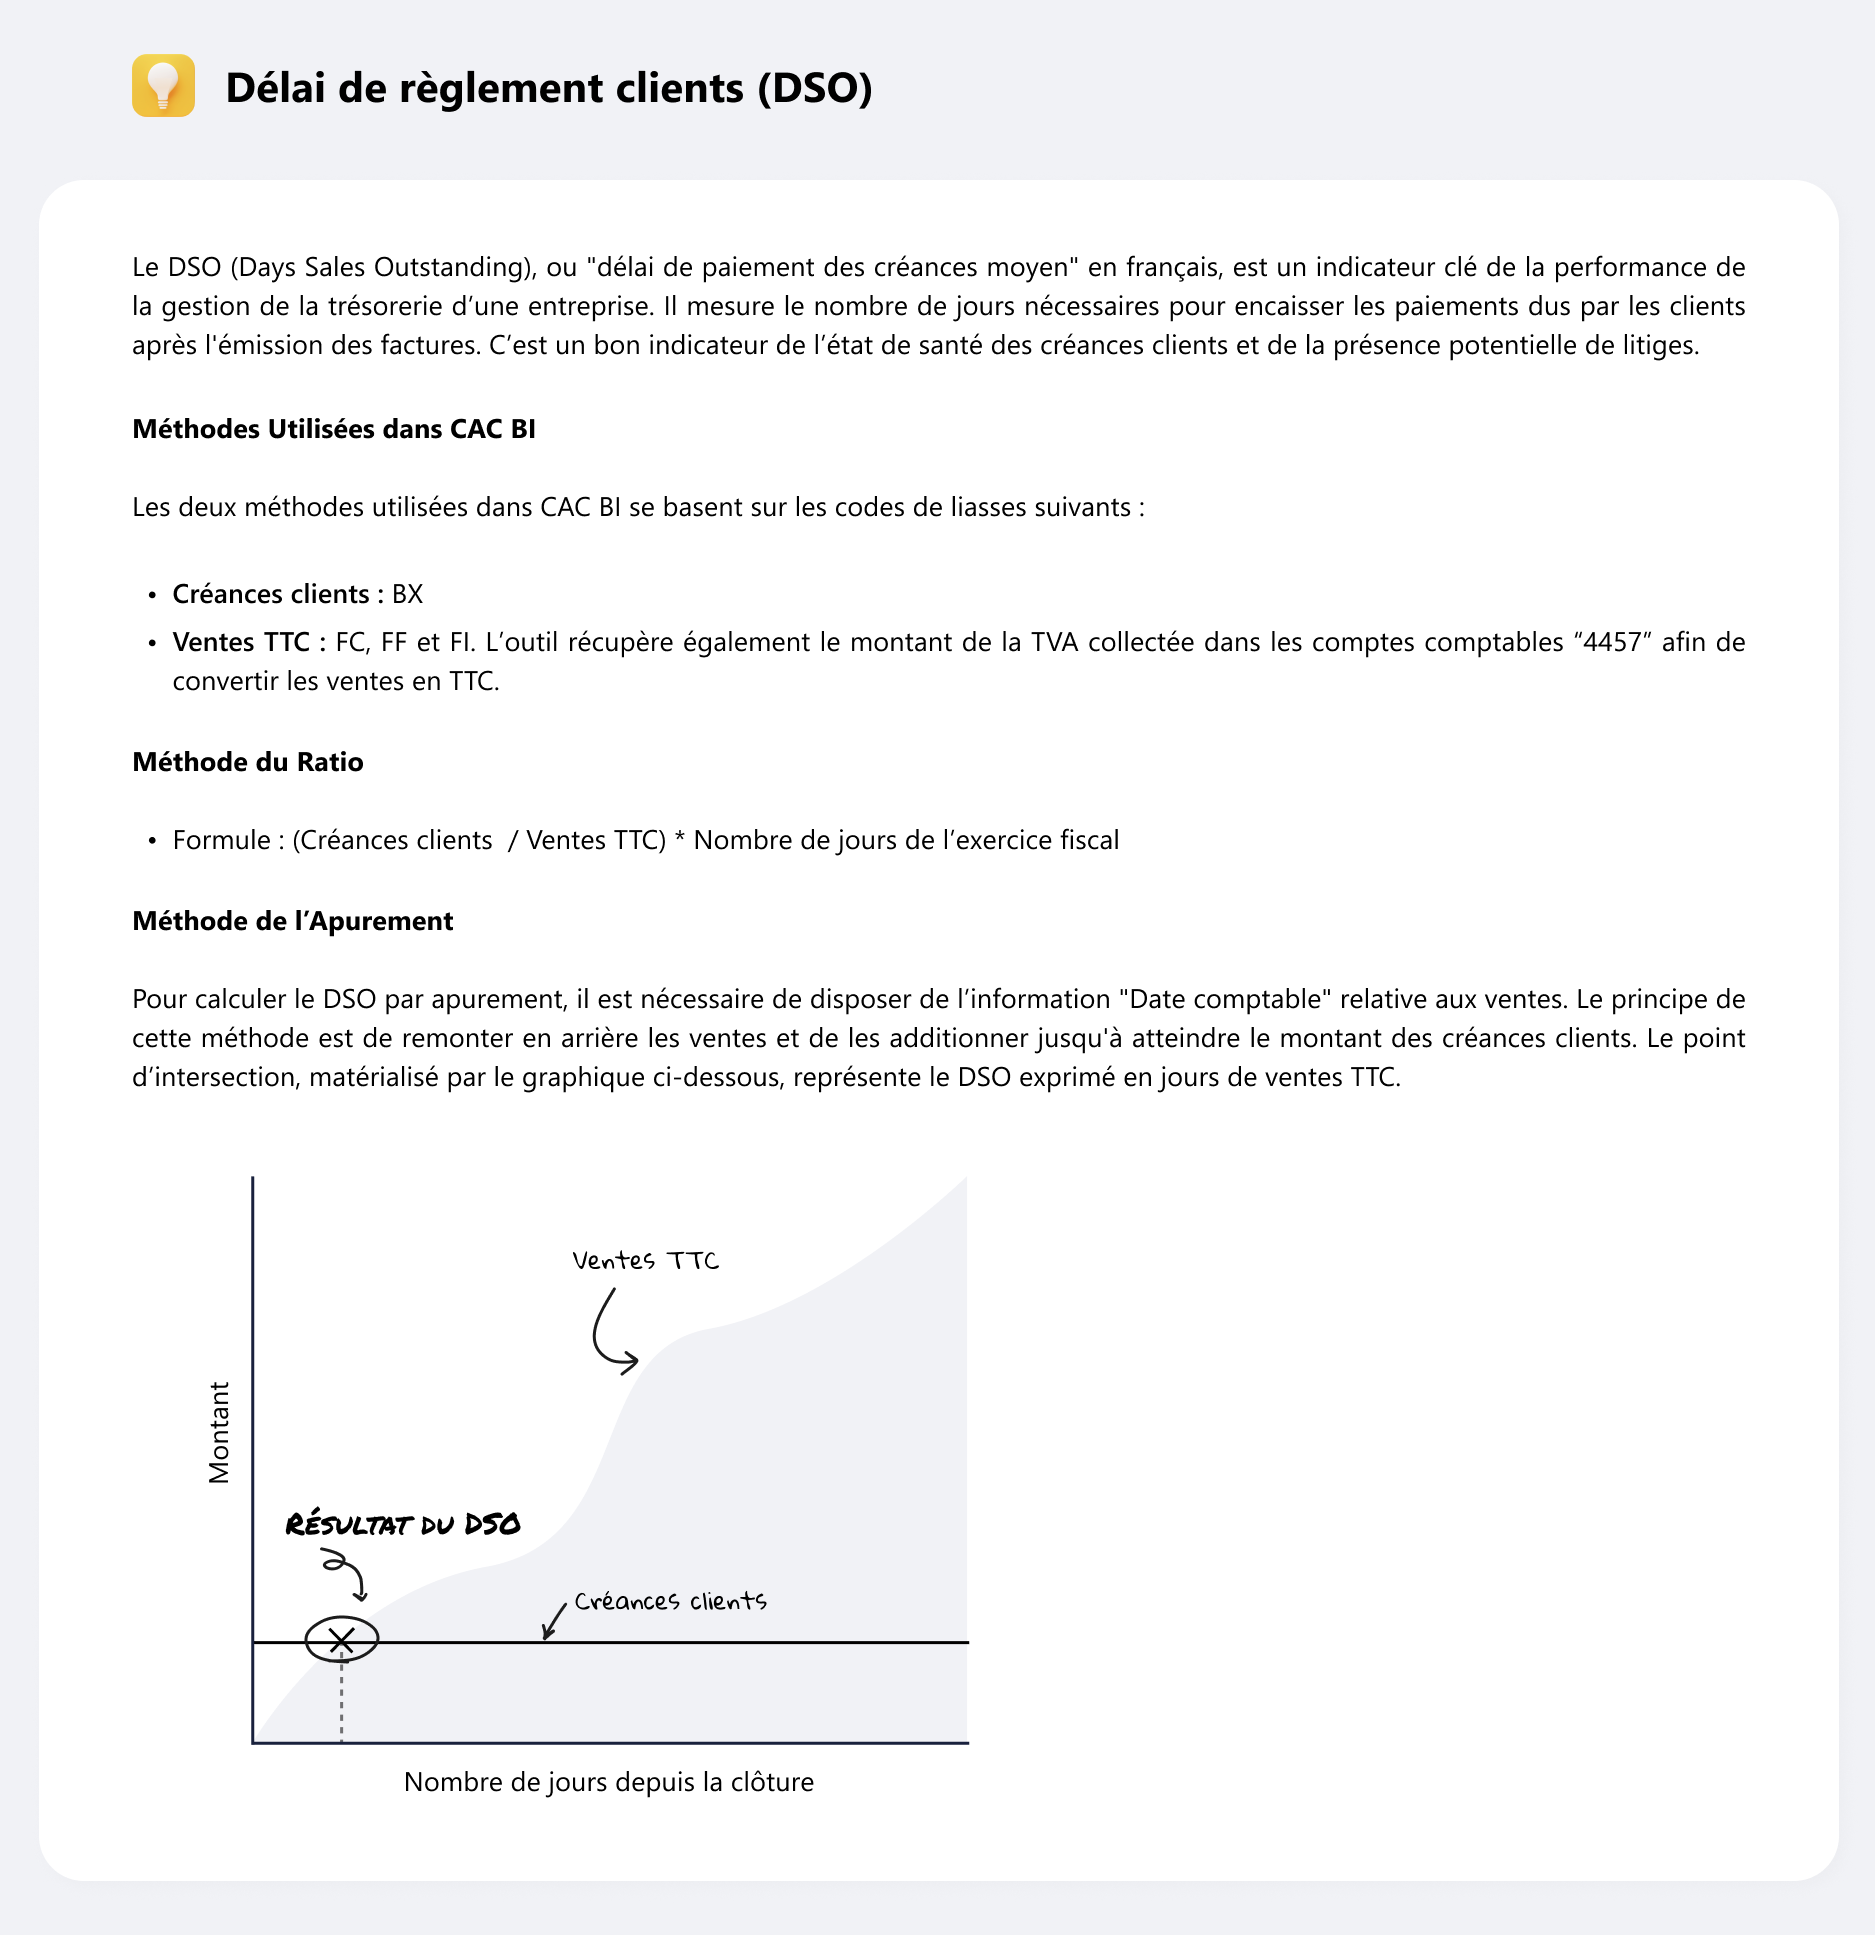 Délai de règlement clients (DSO)
Le DSO (Days Sales Outstanding), ou "délai de paiement des créances moyen" en français, est un indicateur clé de la performance de
la gestion de la trésorerie d’une entreprise. Il mesure le nombre de jours nécessaires pour encaisser les paiements dus par les clients
après l'émission des factures. C’est un bon indicateur de l’état de santé des créances clients et de la présence potentielle de litiges.
Méthodes Utilisées dans CAC BI
Les deux méthodes utilisées dans CAC BI se basent sur les codes de liasses suivants :
• Créances clients : BX
• Ventes TTC : FC, FF et FI. L’outil récupère également le montant de la TVA collectée dans les comptes comptables “4457” afin de
convertir les ventes en TTC.
Méthode du Ratio
• Formule : (Créances clients / Ventes TTC) * Nombre de jours de l’exercice fiscal
Méthode de l’Apurement
Pour calculer le DSO par apurement, il est nécessaire de disposer de l’information "Date comptable" relative aux ventes. Le principe de
cette méthode est de remonter en arrière les ventes et de les additionner jusqu'à atteindre le montant des créances clients. Le point
d’intersection, matérialisé par le graphique ci-dessous, représente le DSO exprimé en jours de ventes TTC.
Ventes TTC
Montant
RÉSULTAT DU DSO
Créances clients
Nombre de jours depuis la clôture